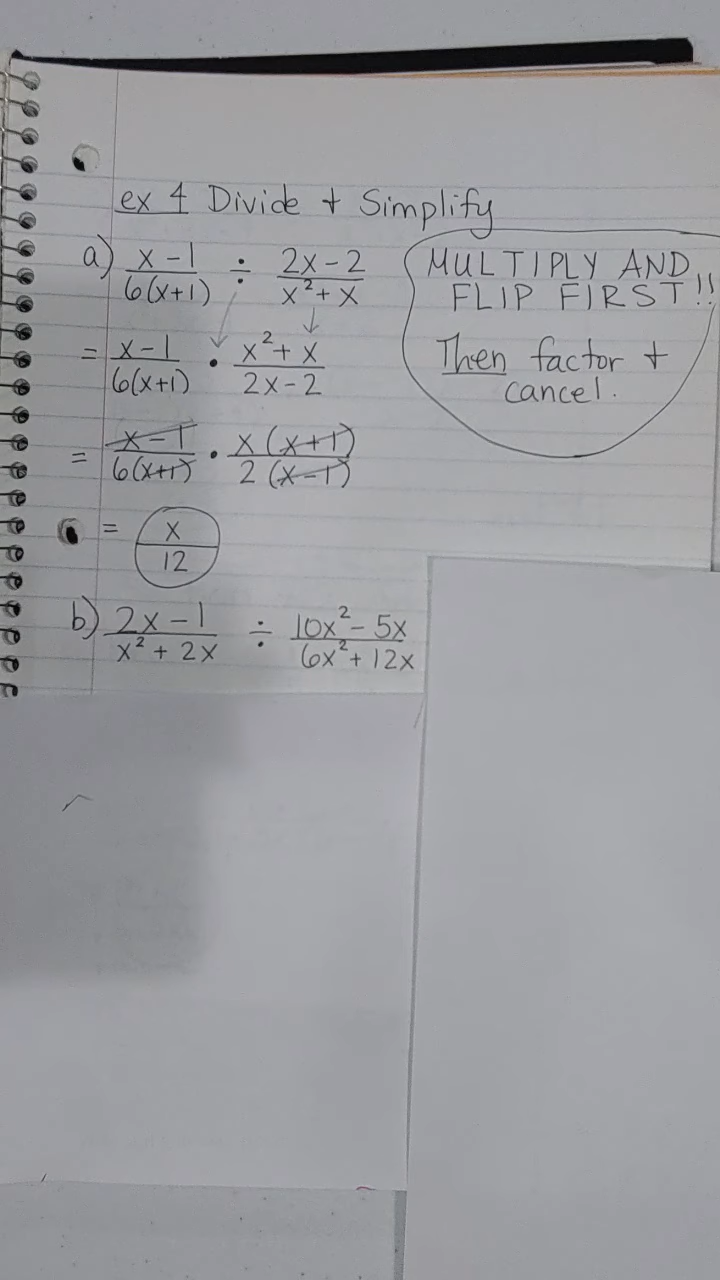 ex 4 Divide + Simplify
a) x - 1 / 6(x+1) ÷ 2x - 2 / x² + x
= x - 1 / 6(x+1) • x² + x / 2x - 2
= x - 1 / 6(x+1) • x (x+1) / 2 (x-1)
= x / 12
b) 2x - 1 / x² + 2x ÷ 10x² - 5x / 6x² + 12x
MULTIPLY AND
FLIP FIRST!!
Then factor +
cancel.